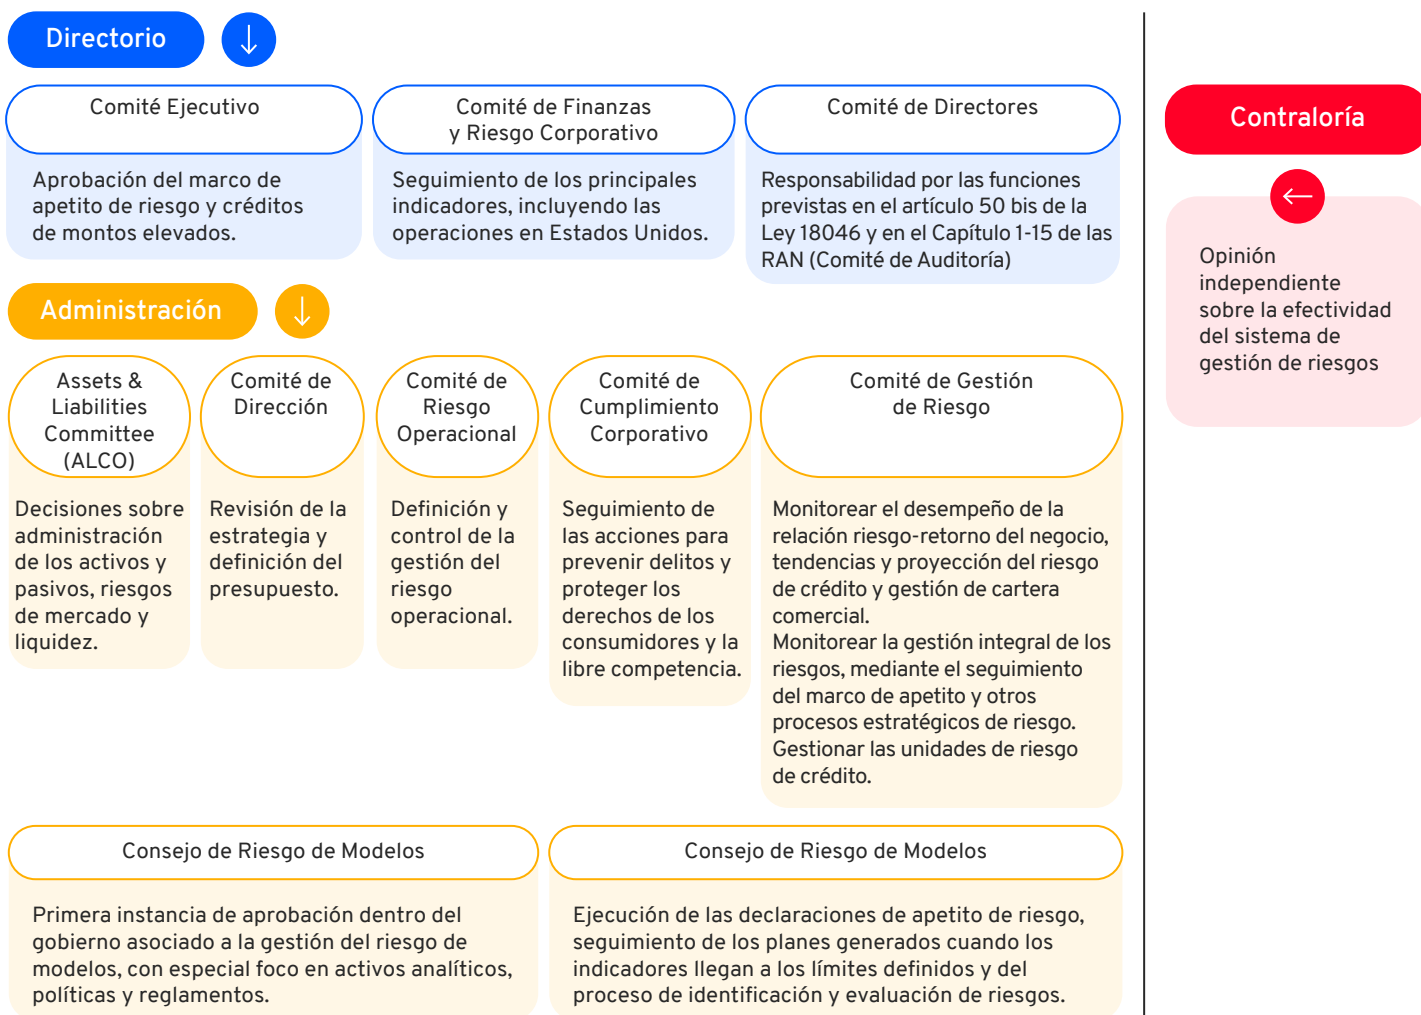 Directorio
Comité Ejecutivo
Aprobación del marco de
apetito de riesgo y créditos
de montos elevados.
Comité de Finanzas
y Riesgo Corporativo
Seguimiento de los principales
indicadores, incluyendo las
operaciones en Estados Unidos.
Comité de Directores
Responsabilidad por las funciones
previstas en el artículo 50 bis de la
Ley 18046 y en el Capítulo 1-15 de las
RAN (Comité de Auditoría)
Administración
Assets &
Liabilities
Committee
(ALCO)
Decisiones sobre
administración
de los activos y
pasivos, riesgos
de mercado y
liquidez.
Comité de
Dirección
Revisión de la
estrategia y
definición del
presupuesto.
Comité de
Riesgo
Operacional
Definición y
control de la
gestión del
riesgo
operacional.
Comité de
Cumplimiento
Corporativo
Seguimiento de
las acciones para
prevenir delitos y
proteger los
derechos de los
consumidores y la
libre competencia.
Comité de Gestión
de Riesgo
Monitorear el desempeño de la
relación riesgo-retorno del negocio,
tendencias y proyección del riesgo
de crédito y gestión de cartera
comercial.
Monitorear la gestión integral de los
riesgos, mediante el seguimiento
del marco de apetito y otros
procesos estratégicos de riesgo.
Gestionar las unidades de riesgo
de crédito.
Consejo de Riesgo de Modelos
Primera instancia de aprobación dentro del
gobierno asociado a la gestión del riesgo de
modelos, con especial foco en activos analíticos,
políticas y reglamentos.
Consejo de Riesgo de Modelos
Ejecución de las declaraciones de apetito de riesgo,
seguimiento de los planes generados cuando los
indicadores llegan a los límites definidos y del
proceso de identificación y evaluación de riesgos.
Contraloría
Opinión
independiente
sobre la efectividad
del sistema de
gestión de riesgos